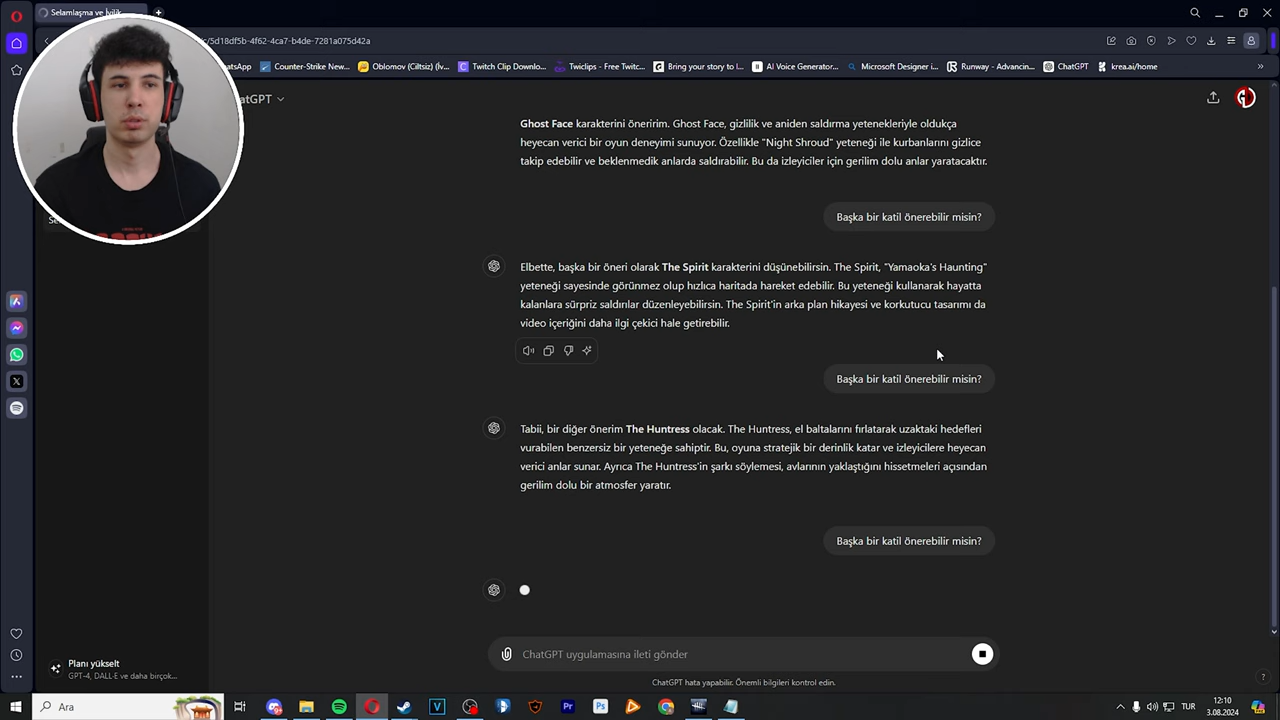 Selamlaşma ve İyilik
5d18df5b-4f62-4ca7-b4de-7281a075d42a
WhatsApp
Counter-Strike New...
Oblomov (Ciltsiz) (İv...
Twitch Clip Downlo...
Twiclips - Free Twitc...
Bring your story to l...
AI Voice Generator...
Microsoft Designer i...
Runway - Advancin...
ChatGPT
krea.ai/home
ChatGPT
Ghost Face karakterini öneririm. Ghost Face, gizlilik ve aniden saldırma yetenekleriyle oldukça
heyecan verici bir oyun deneyimi sunuyor. Özellikle "Night Shroud" yeteneği ile kurbanlarını gizlice
takip edebilir ve beklenmedik anlarda saldırabilir. Bu da izleyiciler için gerilim dolu anlar yaratacaktır.
Başka bir katil önerebilir misin?
Elbette, başka bir öneri olarak The Spirit karakterini düşünebilirsin. The Spirit, "Yamaoka's Haunting"
yeteneği sayesinde görünmez olup hızlıca haritada hareket edebilir. Bu yeteneği kullanarak hayatta
kalanlara sürpriz saldırılar düzenleyebilirsin. The Spirit'in arka plan hikayesi ve korkutucu tasarımı da
video içeriğini daha ilgi çekici hale getirebilir.
Başka bir katil önerebilir misin?
Tabii, bir diğer önerim The Huntress olacak. The Huntress, el baltalarını fırlatarak uzaktaki hedefleri
vurabilen benzersiz bir yeteneğe sahiptir. Bu, oyuna stratejik bir derinlik katar ve izleyicilere heyecan
verici anlar sunar. Ayrıca The Huntress'in şarkı söylemesi, avlarının yaklaştığını hissetmeleri açısından
gerilim dolu bir atmosfer yaratır.
Başka bir katil önerebilir misin?
ChatGPT uygulamasına ileti gönder
ChatGPT hata yapabilir. Önemli bilgileri kontrol edin.
Planı yükselt
GPT-4, DALL·E ve daha birçok...
Ara
TUR
12:10
3.08.2024